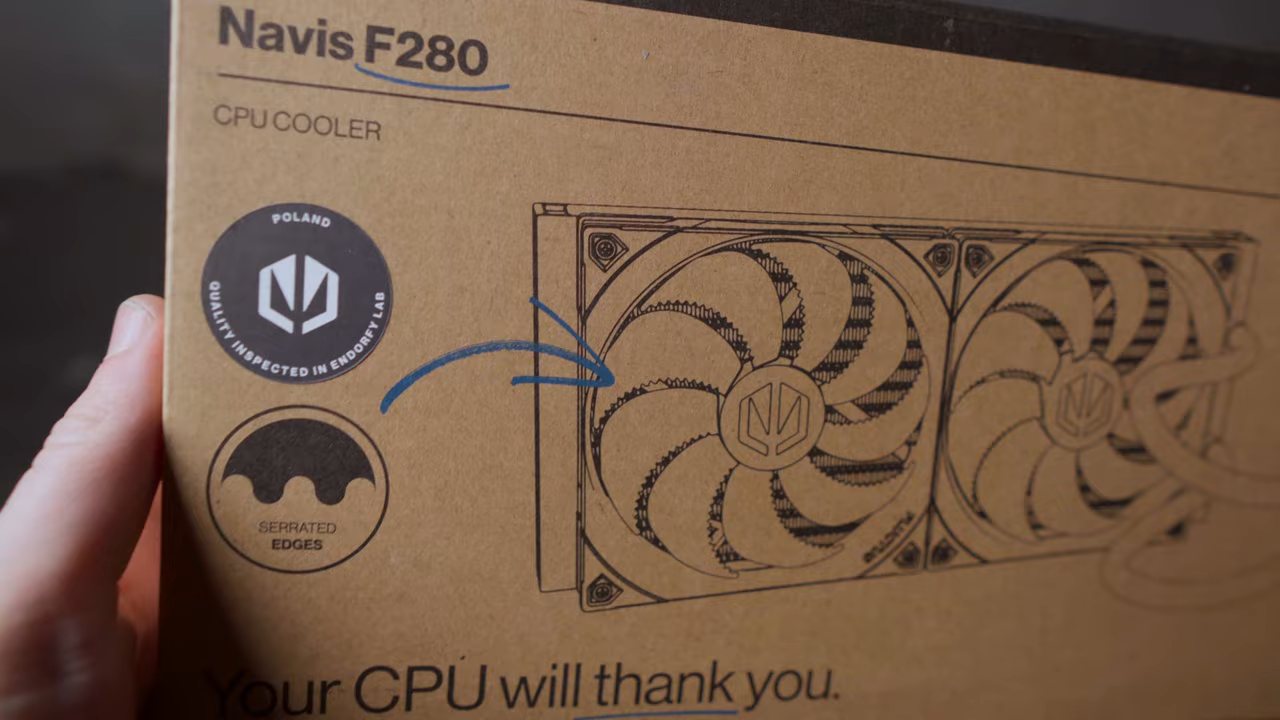 Navis F280
CPU COOLER
POLAND
QUALITY INSPECTED IN ENDORFY LAB
SERRATED
EDGES
Your CPU will thank you.